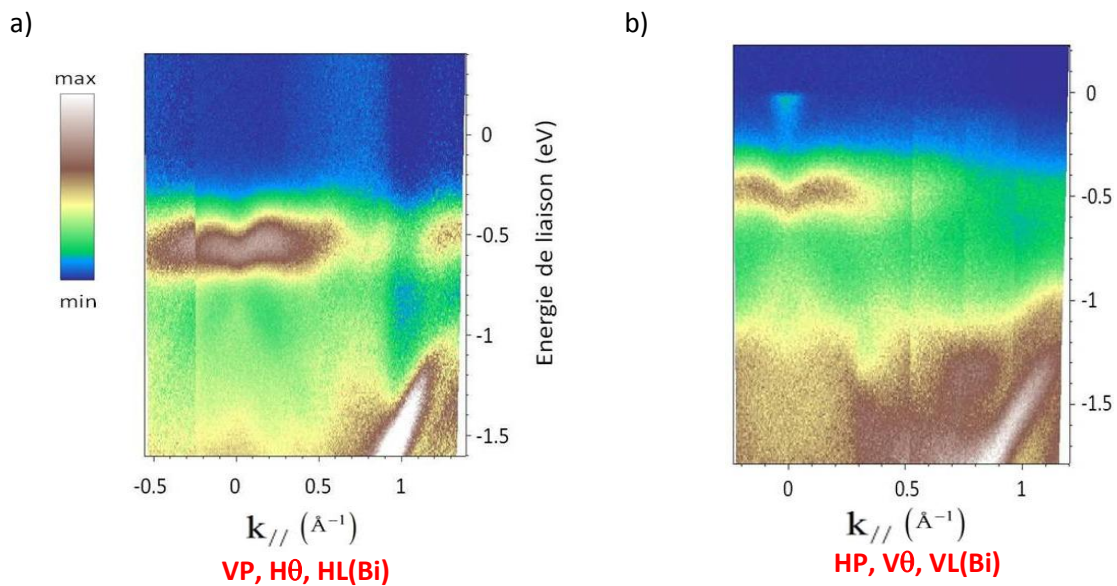 a)
b)
max
min
0
-0.5
-1
-1.5
Energie de liaison (eV)
0
-0.5
-1
-1.5
-0.5 0 0.5 1
k// (Å⁻¹)
VP, Hθ, HL(Bi)
0 0.5 1
k// (Å⁻¹)
HP, Vθ, VL(Bi)